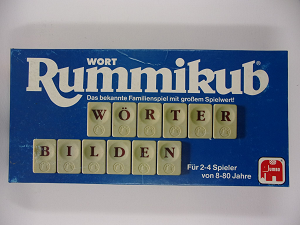 WORT
Rummikub®
Das bekannte Familienspiel mit großem Spielwert!
WÖRTER
BILDEN
Für 2-4 Spieler
von 8-80 Jahre
Jumbo